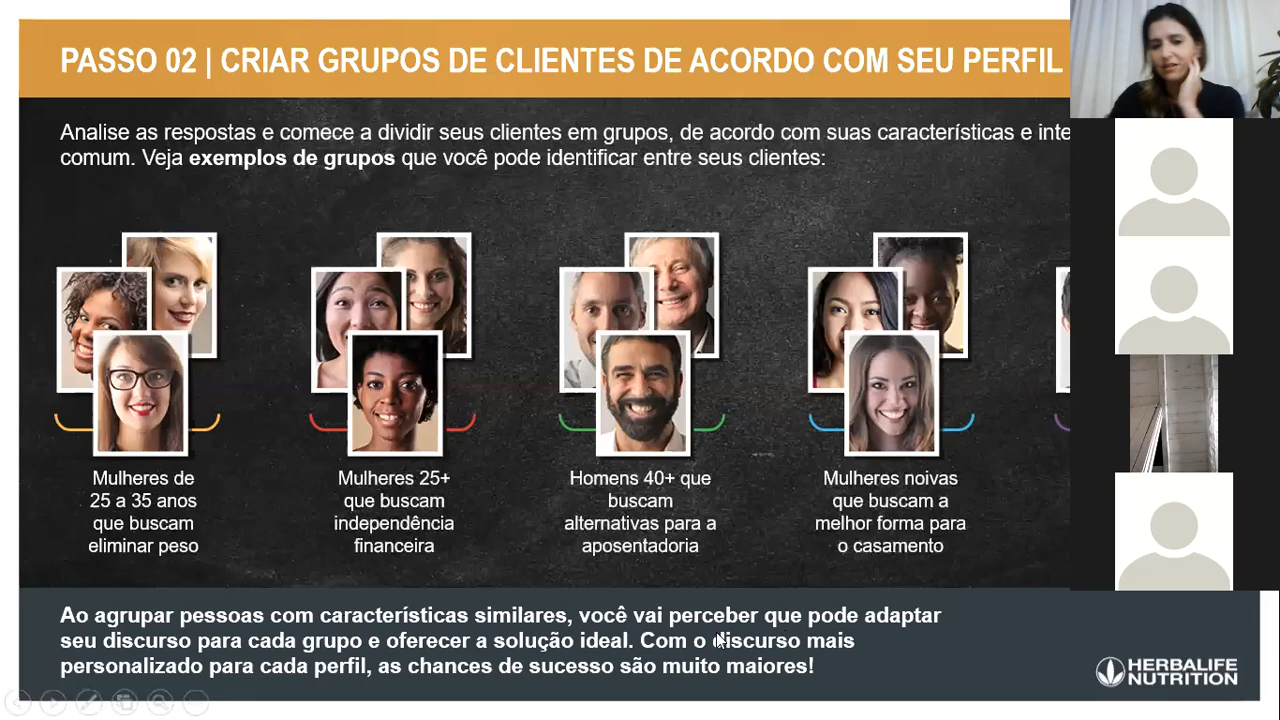 PASSO 02 | CRIAR GRUPOS DE CLIENTES DE ACORDO COM SEU PERFIL
Analise as respostas e comece a dividir seus clientes em grupos, de acordo com suas características e inte
comum. Veja exemplos de grupos que você pode identificar entre seus clientes:
Mulheres de
25 a 35 anos
que buscam
eliminar peso
Mulheres 25+
que buscam
independência
financeira
Homens 40+ que
buscam
alternativas para a
aposentadoria
Mulheres noivas
que buscam a
melhor forma para
o casamento
Ao agrupar pessoas com características similares, você vai perceber que pode adaptar
seu discurso para cada grupo e oferecer a solução ideal. Com o discurso mais
personalizado para cada perfil, as chances de sucesso são muito maiores!
HERBALIFE
NUTRITION